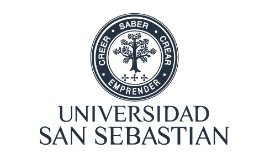 CREER • SABER • CREAR • EMPRENDER
UNIVERSIDAD
SAN SEBASTIAN